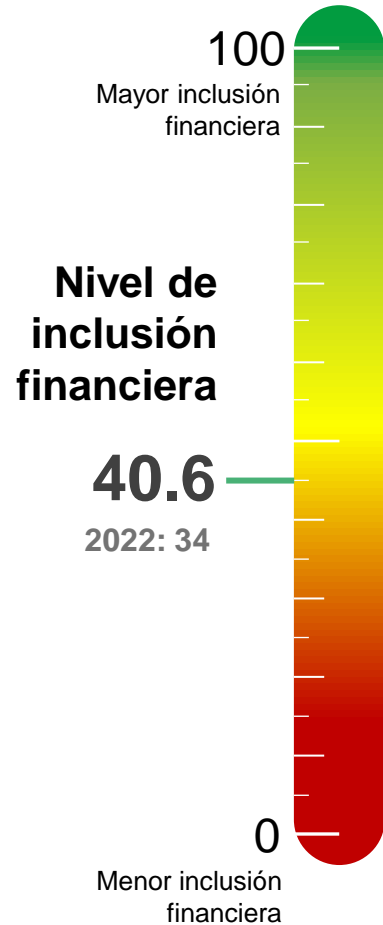 100
Mayor inclusión
financiera
Nivel de
inclusión
financiera
40.6
2022: 34
0
Menor inclusión
financiera